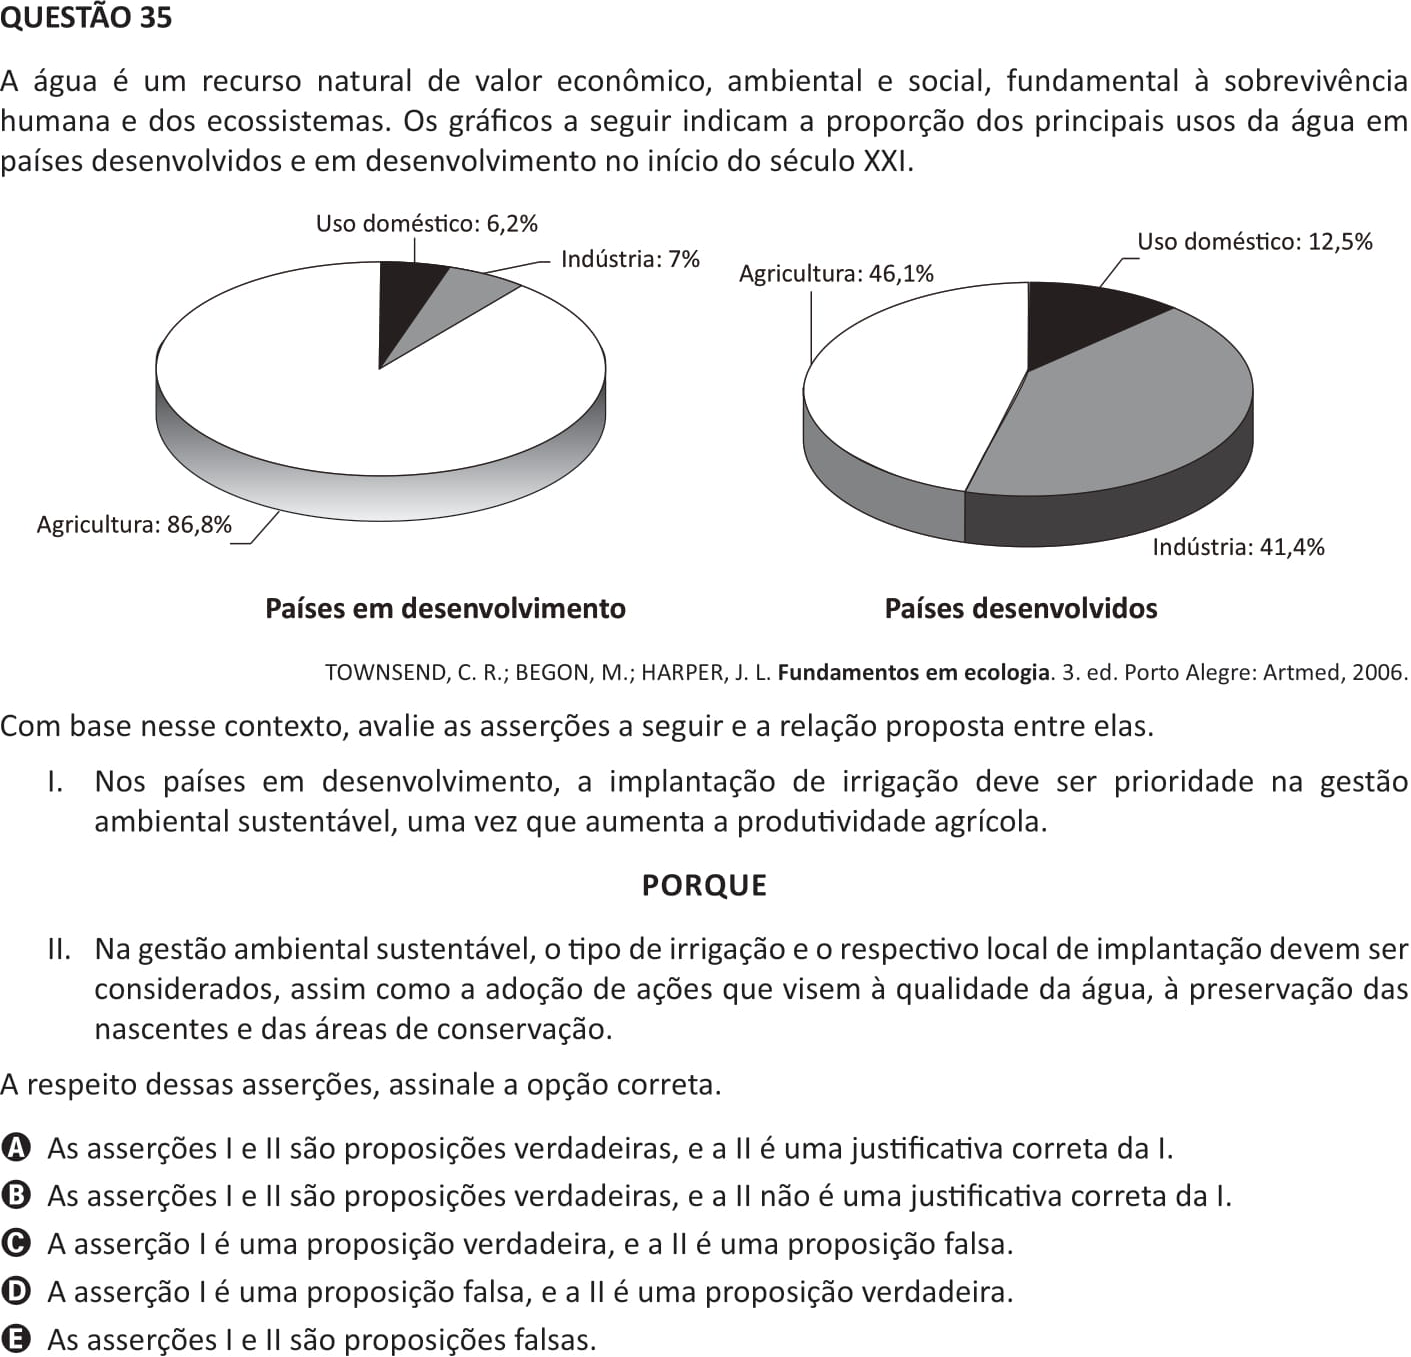 QUESTÃO 35
A água é um recurso natural de valor econômico, ambiental e social, fundamental à sobrevivência
humana e dos ecossistemas. Os gráficos a seguir indicam a proporção dos principais usos da água em
países desenvolvidos e em desenvolvimento no início do século XXI.
Uso doméstico: 6,2%
Indústria: 7%
Agricultura: 86,8%
Países em desenvolvimento
Uso doméstico: 12,5%
Agricultura: 46,1%
Indústria: 41,4%
Países desenvolvidos
TOWNSEND, C. R.; BEGON, M.; HARPER, J. L. Fundamentos em ecologia. 3. ed. Porto Alegre: Artmed, 2006.
Com base nesse contexto, avalie as asserções a seguir e a relação proposta entre elas.
I. Nos países em desenvolvimento, a implantação de irrigação deve ser prioridade na gestão
ambiental sustentável, uma vez que aumenta a produtividade agrícola.
PORQUE
II. Na gestão ambiental sustentável, o tipo de irrigação e o respectivo local de implantação devem ser
considerados, assim como a adoção de ações que visem à qualidade da água, à preservação das
nascentes e das áreas de conservação.
A respeito dessas asserções, assinale a opção correta.
A As asserções I e II são proposições verdadeiras, e a II é uma justificativa correta da I.
B As asserções I e II são proposições verdadeiras, e a II não é uma justificativa correta da I.
C A asserção I é uma proposição verdadeira, e a II é uma proposição falsa.
D A asserção I é uma proposição falsa, e a II é uma proposição verdadeira.
E As asserções I e II são proposições falsas.